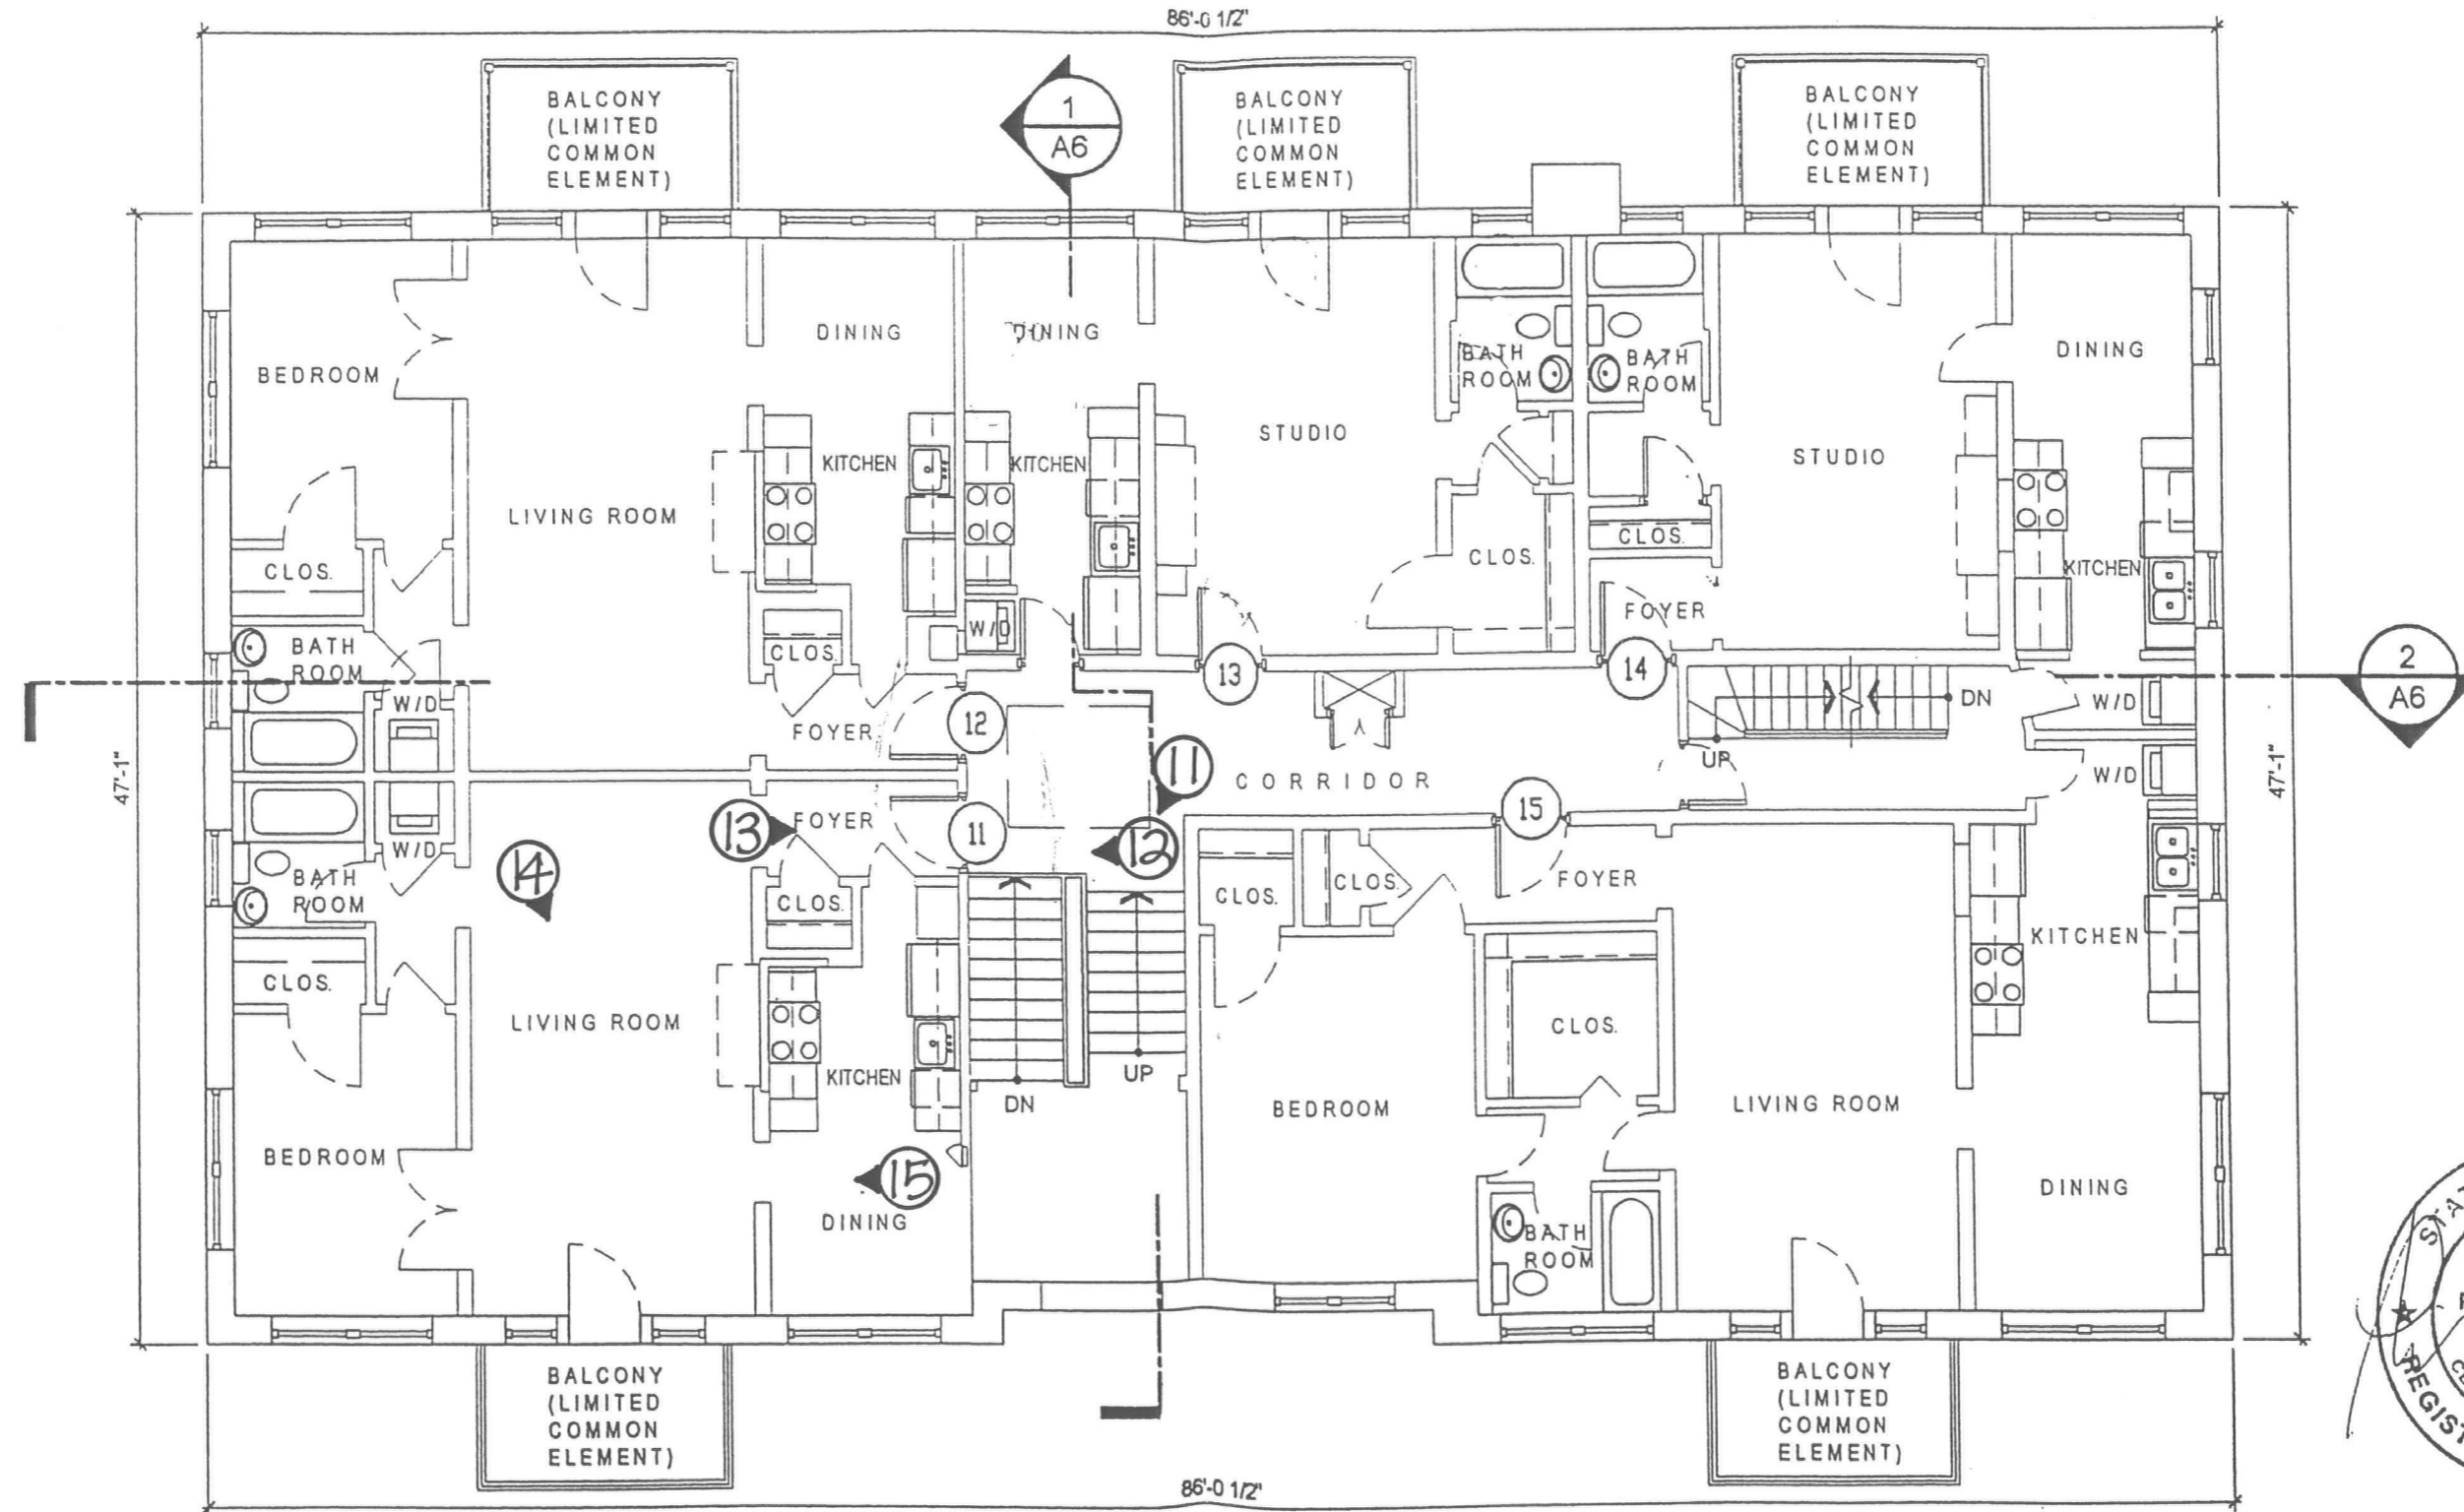 86'-0 1/2"
BALCONY
(LIMITED
COMMON
ELEMENT)
1
A6
BALCONY
(LIMITED
COMMON
ELEMENT)
BALCONY
(LIMITED
COMMON
ELEMENT)
BEDROOM
LIVING ROOM
DINING
KITCHEN
CLOS.
BATH
ROOM
W/D
CLOS.
FOYER
12
DINING
KITCHEN
W/D
STUDIO
BATH
ROOM
CLOS.
13
BATH
ROOM
CLOS.
FOYER
14
STUDIO
DINING
KITCHEN
W/D
DN
UP
2
A6
47'-1"
47'-1"
CORRIDOR
11
12
W/D
13
FOYER
11
14
BATH
ROOM
CLOS.
CLOS.
LIVING ROOM
KITCHEN
BEDROOM
15
DINING
DN
UP
15
CLOS.
CLOS.
FOYER
CLOS.
BEDROOM
LIVING ROOM
BATH
ROOM
W/D
KITCHEN
DINING
BALCONY
(LIMITED
COMMON
ELEMENT)
BALCONY
(LIMITED
COMMON
ELEMENT)
86'-0 1/2"